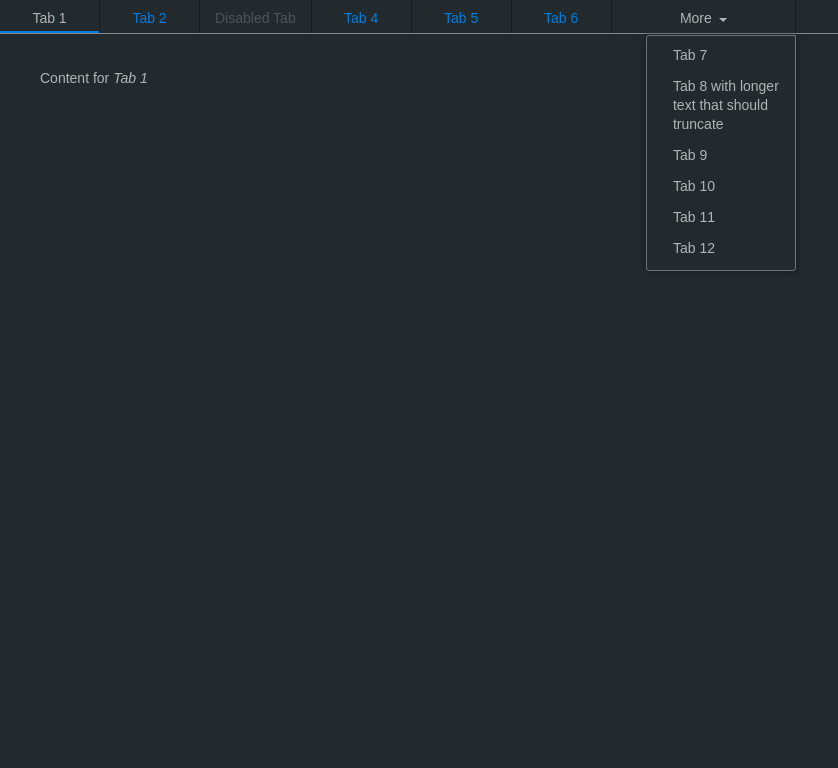 Tab 1
Tab 2
Disabled Tab
Tab 4
Tab 5
Tab 6
More
Content for Tab 1
Tab 7
Tab 8 with longer
text that should
truncate
Tab 9
Tab 10
Tab 11
Tab 12